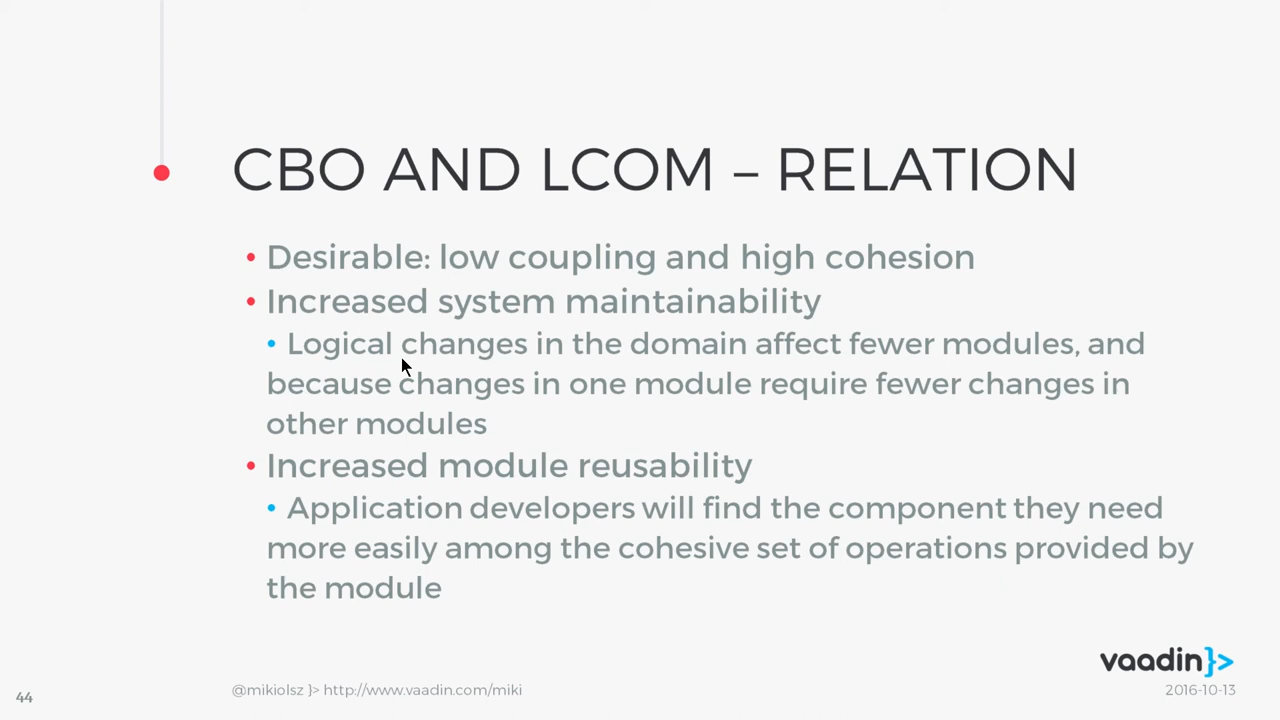 CBO AND LCOM – RELATION
• Desirable: low coupling and high cohesion
• Increased system maintainability
• Logical changes in the domain affect fewer modules, and
because changes in one module require fewer changes in
other modules
• Increased module reusability
• Application developers will find the component they need
more easily among the cohesive set of operations provided by
the module
vaadin}>
44
@mikiolsz }> http://www.vaadin.com/miki
2016-10-13